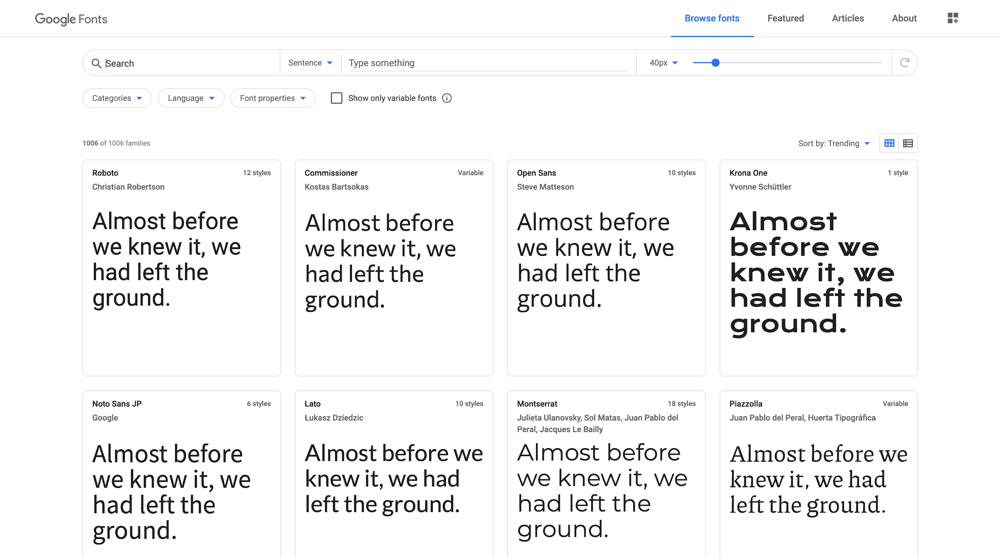 Google Fonts
Browse fonts Featured Articles About
Search Sentence Type something 40px
Categories Language Font properties Show only variable fonts
1006 of 1006 families Sort by: Trending
Roboto 12 styles
Christian Robertson
Almost before
we knew it, we
had left the
ground.
Commissioner Variable
Kostas Bartsokas
Almost before
we knew it, we
had left the
ground.
Open Sans 10 styles
Steve Matteson
Almost before
we knew it, we
had left the
ground.
Krona One 1 style
Yvonne Schüttler
Almost
before we
knew it, we
had left the
ground.
Noto Sans JP 6 styles
Google
Almost before
we knew it, we
had left the
ground.
Lato 10 styles
Łukasz Dziedzic
Almost before we
knew it, we had
left the ground.
Montserrat 18 styles
Julieta Ulanovsky, Sol Matas, Juan Pablo del
Peral, Jacques Le Bailly
Almost before
we knew it, we
had left the
ground.
Piazzolla Variable
Juan Pablo del Peral, Huerta Tipográfica
Almost before we
knew it, we had
left the ground.